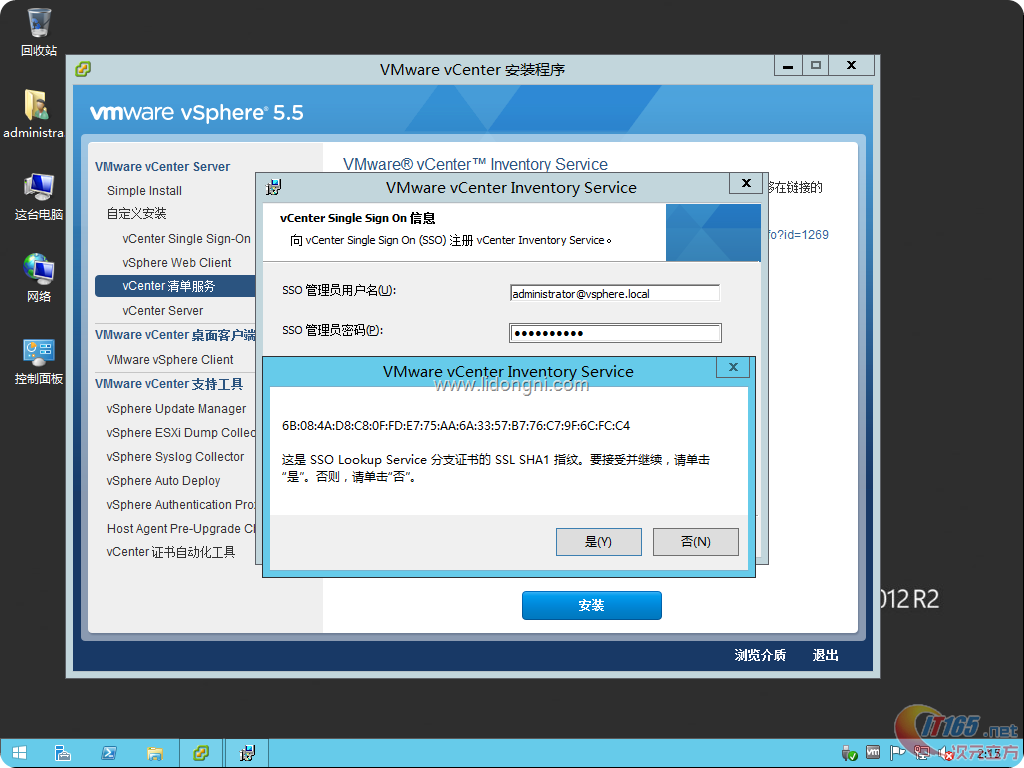 回收站
administra
这台电脑
网络
控制面板
VMware vCenter 安装程序
vmware vSphere® 5.5
VMware vCenter Server
Simple Install
自定义安装
vCenter Single Sign-On
vSphere Web Client
vCenter 清单服务
vCenter Server
VMware vCenter 桌面客户端
VMware vSphere Client
VMware vCenter 支持工具
vSphere Update Manager
vSphere ESXi Dump Collec
vSphere Syslog Collector
vSphere Auto Deploy
vSphere Authentication Pro
Host Agent Pre-Upgrade Cl
vCenter 证书自动化工具
VMware® vCenter™ Inventory Service
在链接的
fo?id=1269
VMware vCenter Inventory Service
vCenter Single Sign On 信息
向 vCenter Single Sign On (SSO) 注册 vCenter Inventory Service。
SSO 管理员用户名(U):
administrator@vsphere.local
SSO 管理员密码(P):
VMware vCenter Inventory Service
www.lidongni.com
6B:08:4A:D8:C8:0F:FD:E7:75:AA:6A:33:57:B7:76:C7:9F:6C:FC:C4
这是 SSO Lookup Service 分支证书的 SSL SHA1 指纹。要接受并继续，请单击
“是”。否则，请单击“否”。
是(Y)
否(N)
安装
浏览介质
退出
012 R2
vm
2:15
IT165.net
次元立方